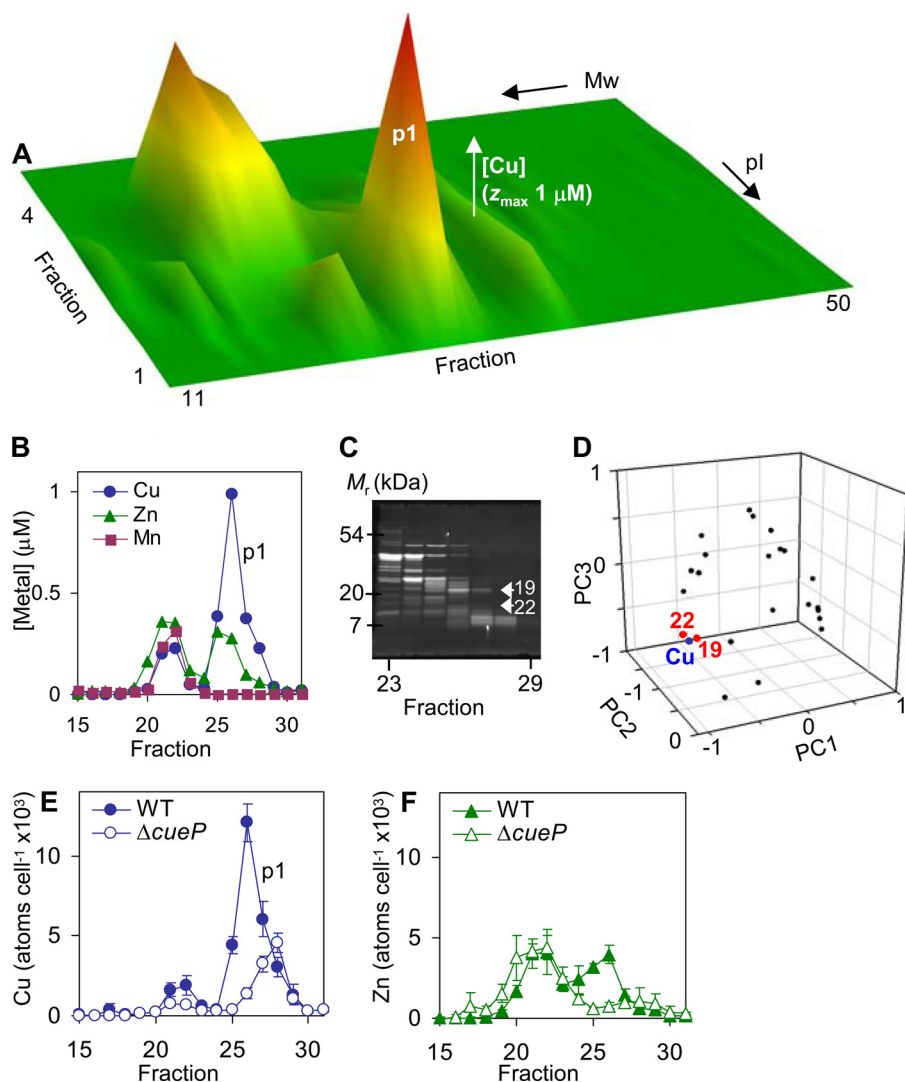 A
Mw
p1
[Cu]
(zmax 1 µM)
pI
4
Fraction
1
11
Fraction
50
B
Cu
Zn
Mn
p1
[Metal] (µM)
1
0.5
0
15 20 25 30
Fraction
C
Mr (kDa)
54
20
7
19
22
23 29
Fraction
D
1
0
-1
PC3
22
19
Cu
-1
-1
0
PC2
-1
0
1
PC1
E
WT
ΔcueP
p1
Cu (atoms cell-1 x103)
10
5
0
15 20 25 30
Fraction
F
WT
ΔcueP
Zn (atoms cell-1 x103)
10
5
0
15 20 25 30
Fraction